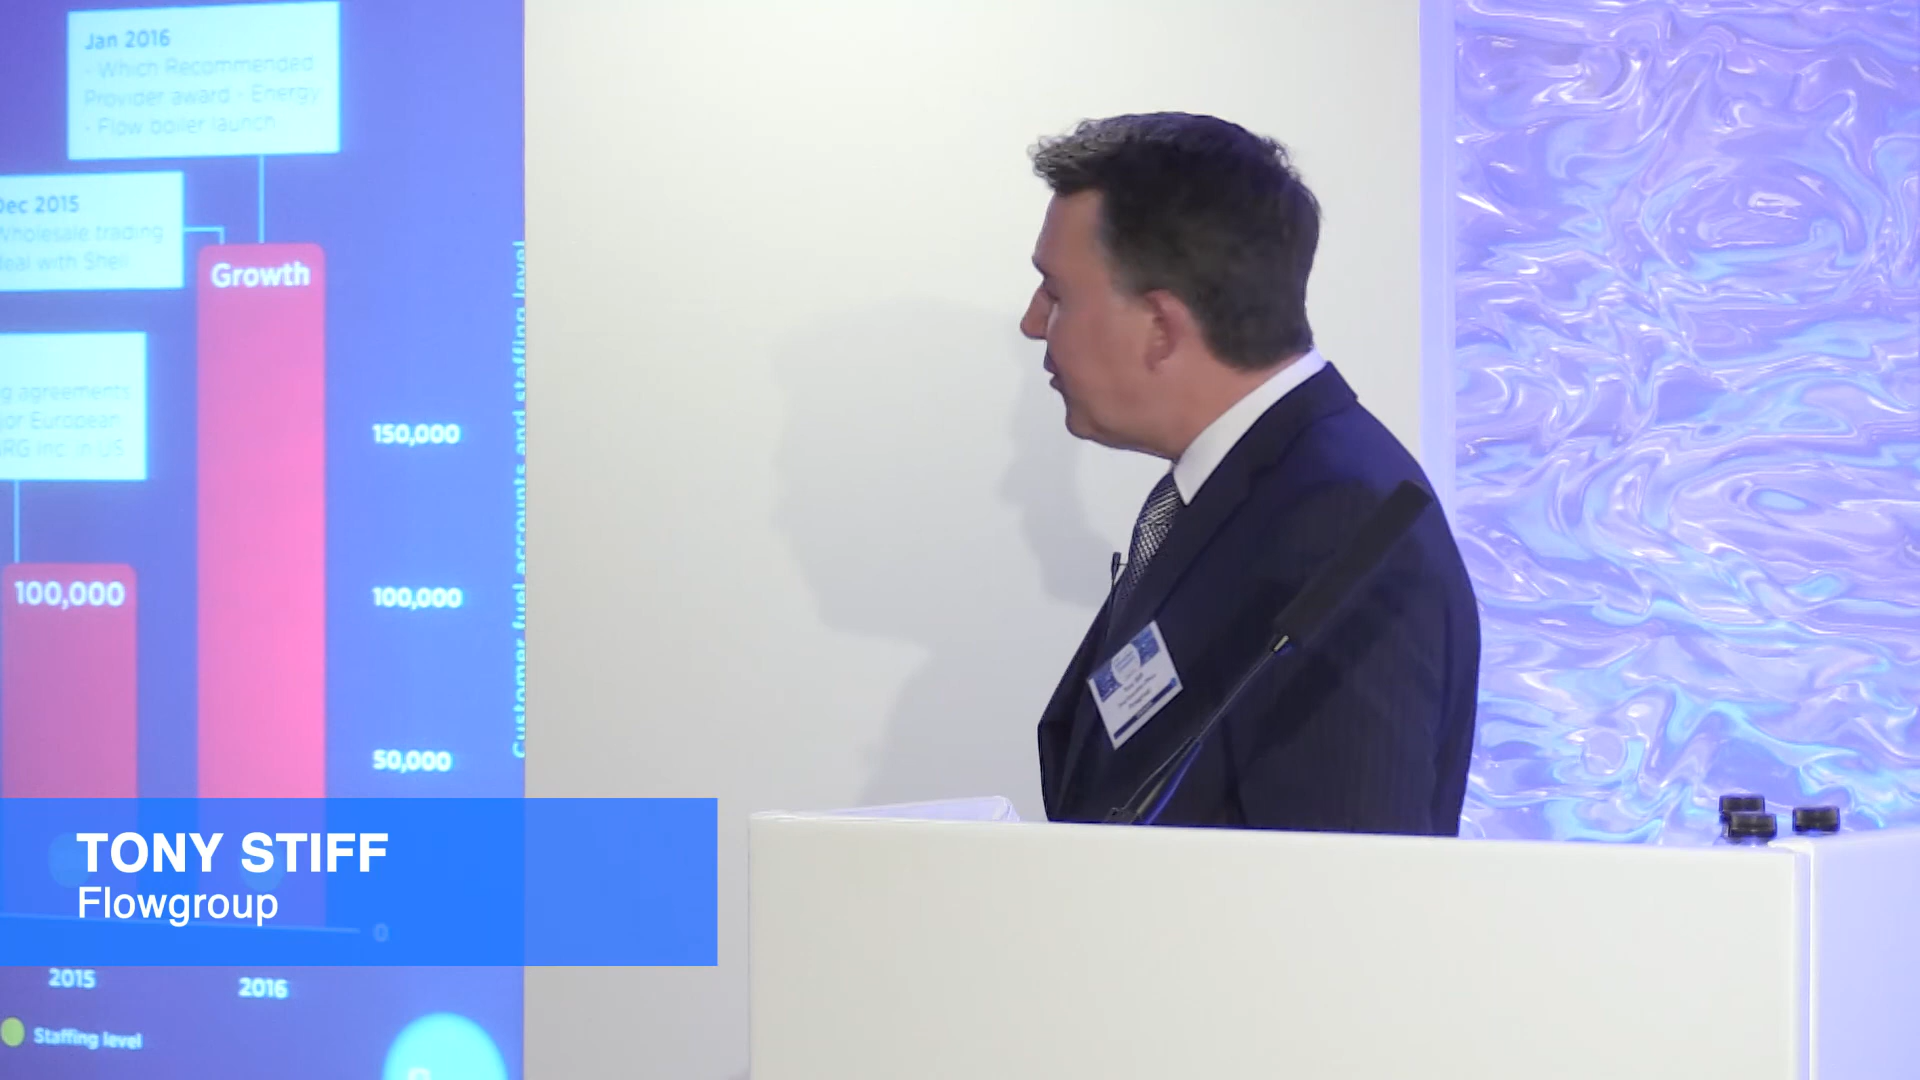 Jan 2016
- Which Recommended
Provider award - Energy
- Flow boiler launch
Dec 2015
Wholesale trading
deal with Shell
g agreements
jor European
NRG Inc in US
Growth
100,000
150,000
100,000
50,000
0
Customer fuel accounts and staffing level
2015
2016
Staffing level
TONY STIFF
Flowgroup